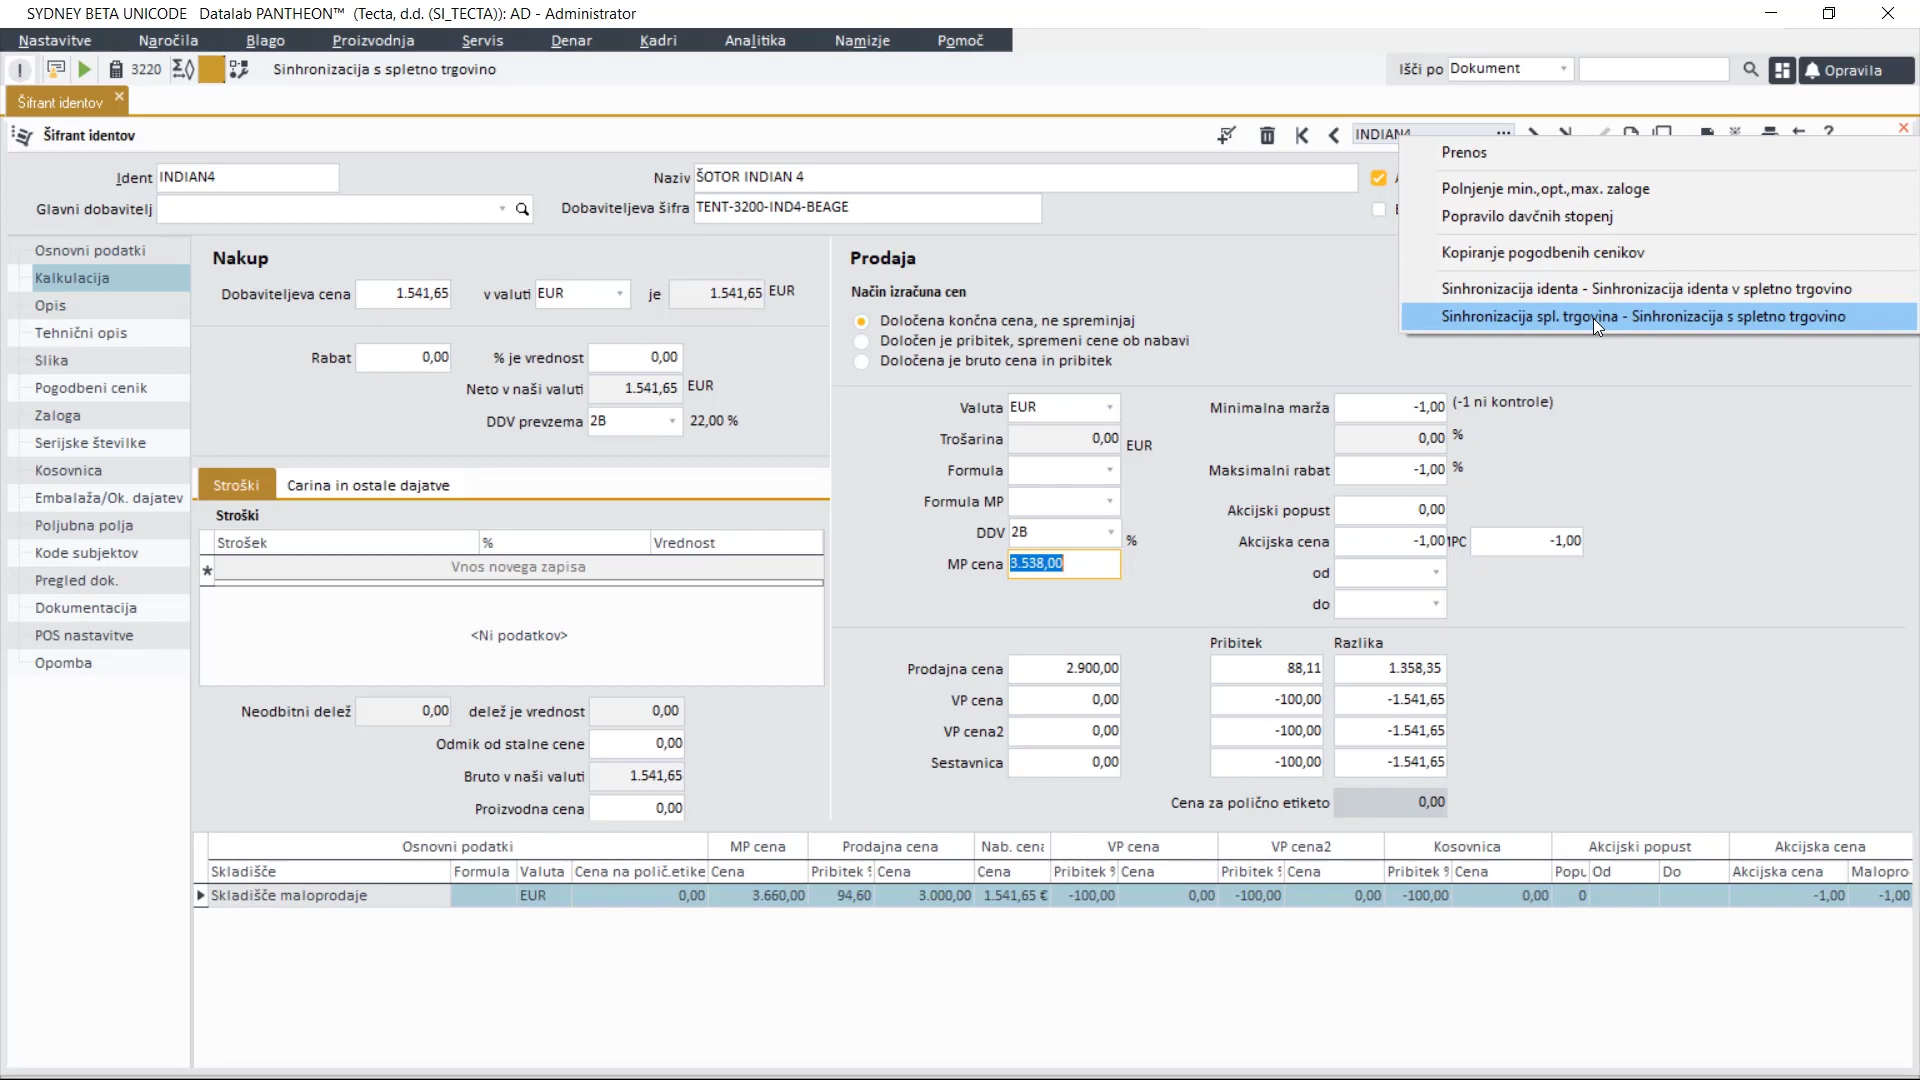 SYDNEY BETA UNICODE Datalab PANTHEON™ (Tecta, d.d. (SI_TECTA)): AD - Administrator
Nastavitve Naročila Blago Proizvodnja Servis Denar Kadri Analitika Namizje Pomoč
3220 Sinhronizacija s spletno trgovino Išči po Dokument Opravila
Šifrant identov
Šifrant identov INDIAN4
Ident INDIAN4 Naziv ŠOTOR INDIAN 4
Glavni dobavitelj Dobaviteljeva šifra TENT-3200-IND4-BEAGE
Prenos
Polnjenje min.,opt.,max. zaloge
Popravilo davčnih stopenj
Kopiranje pogodbenih cenikov
Sinhronizacija identa - Sinhronizacija identa v spletno trgovino
Sinhronizacija spl. trgovina - Sinhronizacija s spletno trgovino
Osnovni podatki
Kalkulacija
Opis
Tehnični opis
Slika
Pogodbeni cenik
Zaloga
Serijske številke
Kosovnica
Embalaža/Ok. dajatev
Poljubna polja
Kode subjektov
Pregled dok.
Dokumentacija
POS nastavitve
Opomba
Nakup
Dobaviteljeva cena 1.541,65 v valuti EUR je 1.541,65 EUR
Rabat 0,00 % je vrednost 0,00
Neto v naši valuti 1.541,65 EUR
DDV prevzema 2B 22,00 %
Stroški Carina in ostale dajatve
Stroški
Strošek % Vrednost
* Vnos novega zapisa
<Ni podatkov>
Neodbitni delež 0,00 delež je vrednost 0,00
Odmik od stalne cene 0,00
Bruto v naši valuti 1.541,65
Proizvodna cena 0,00
Prodaja
Način izračuna cen
Določena končna cena, ne spreminjaj
Določen je pribitek, spremeni cene ob nabavi
Določena je bruto cena in pribitek
Valuta EUR Minimalna marža -1,00 (-1 ni kontrole)
Trošarina 0,00 EUR 0,00 %
Formula Maksimalni rabat -1,00 %
Formula MP Akcijski popust 0,00
DDV 2B % Akcijska cena -1,00 IPC -1,00
MP cena 3.538,00 od
do
Pribitek Razlika
Prodajna cena 2.900,00 88,11 1.358,35
VP cena 0,00 -100,00 -1.541,65
VP cena2 0,00 -100,00 -1.541,65
Sestavnica 0,00 -100,00 -1.541,65
Cena za polično etiketo 0,00
Osnovni podatki MP cena Prodajna cena Nab. cena VP cena VP cena2 Kosovnica Akcijski popust Akcijska cena
Skladišče Formula Valuta Cena na polič.etike Cena Pribitek % Cena Cena Pribitek % Cena Pribitek % Cena Pribitek % Cena Popu Od Do Akcijska cena Malopro
Skladišče maloprodaje EUR 0,00 3.660,00 94,60 3.000,00 1.541,65 € -100,00 0,00 -100,00 0,00 -100,00 0,00 0 -1,00 -1,00